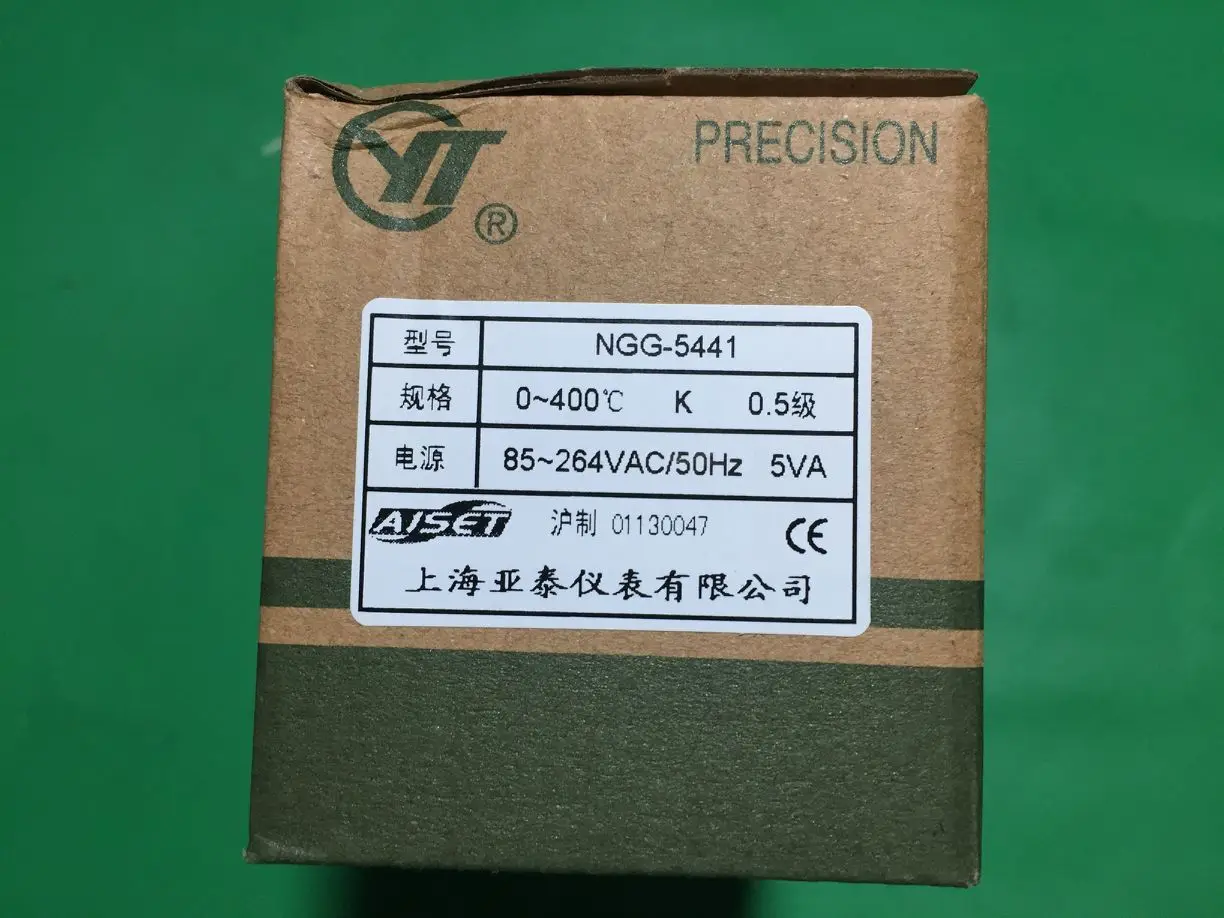 YT ®
PRECISION
型号 NGG-5441
规格 0~400℃ K 0.5级
电源 85~264VAC/50Hz 5VA
AISET 沪制 01130047 CE
上海亚泰仪表有限公司